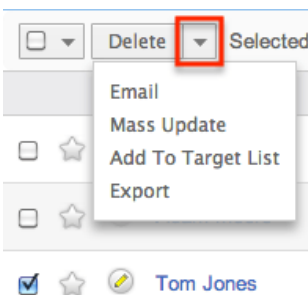 Delete Selected
Email
Mass Update
Add To Target List
Export
Tom Jones